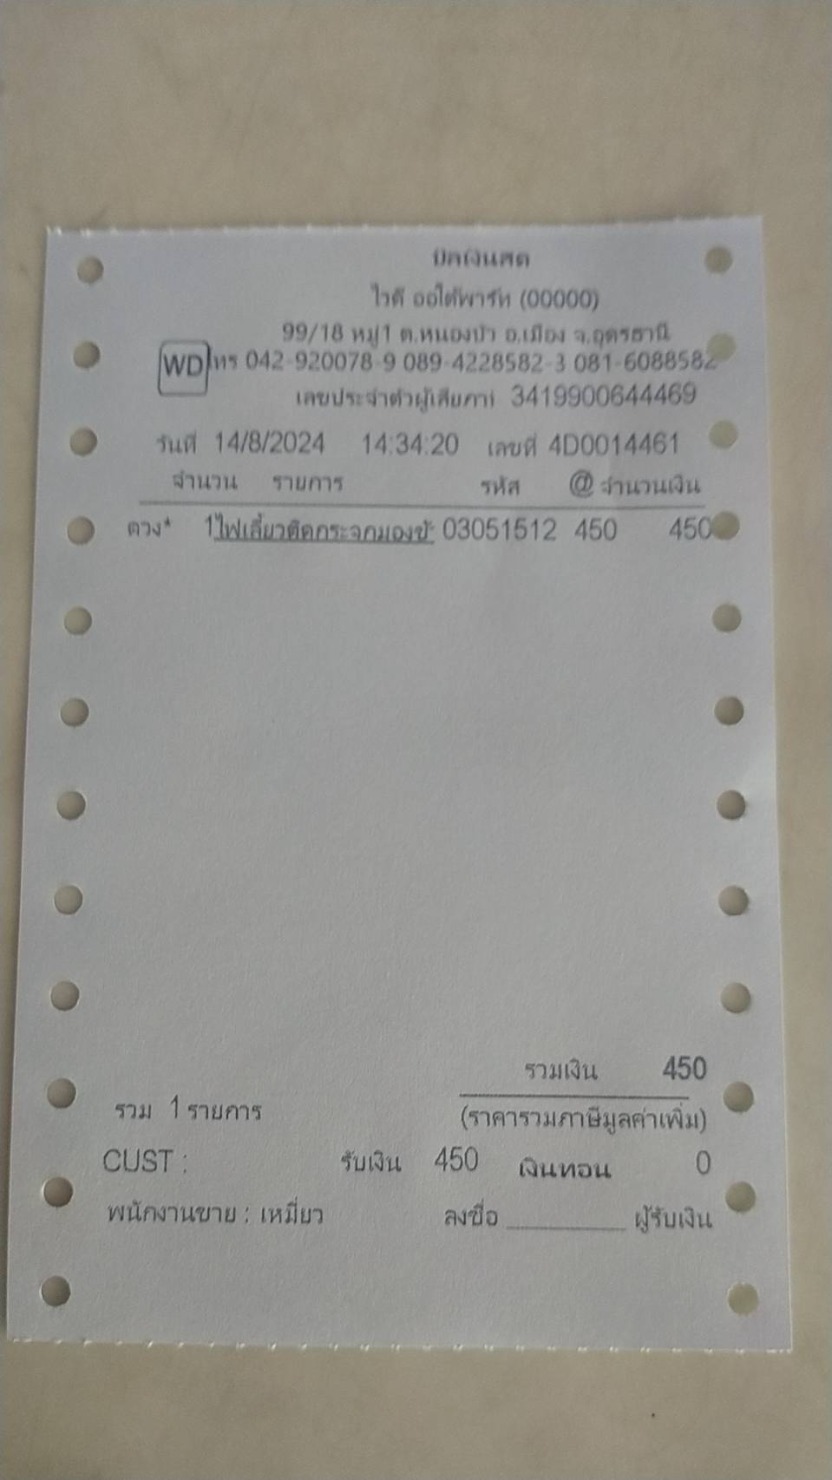 บิลเงินสด
ไวดี ออโต้พาร์ท (00000)
99/18 หมู่1 ต.หนองบัว อ.เมือง จ.อุดรธานี
WD โทร 042-920078-9 089-4228582-3 081-6088582
เลขประจำตัวผู้เสียภาษี 3419900644469
วันที่ 14/8/2024 14:34:20 เลขที่ 4D0014461
จำนวน รายการ รหัส @ จำนวนเงิน
ดวง* 1 ไฟเลี้ยวติดกระจกมองข้ 03051512 450 450
รวมเงิน 450
รวม 1 รายการ (ราคารวมภาษีมูลค่าเพิ่ม)
CUST : รับเงิน 450 เงินทอน 0
พนักงานขาย : เหมี่ยว ลงชื่อ ________ ผู้รับเงิน